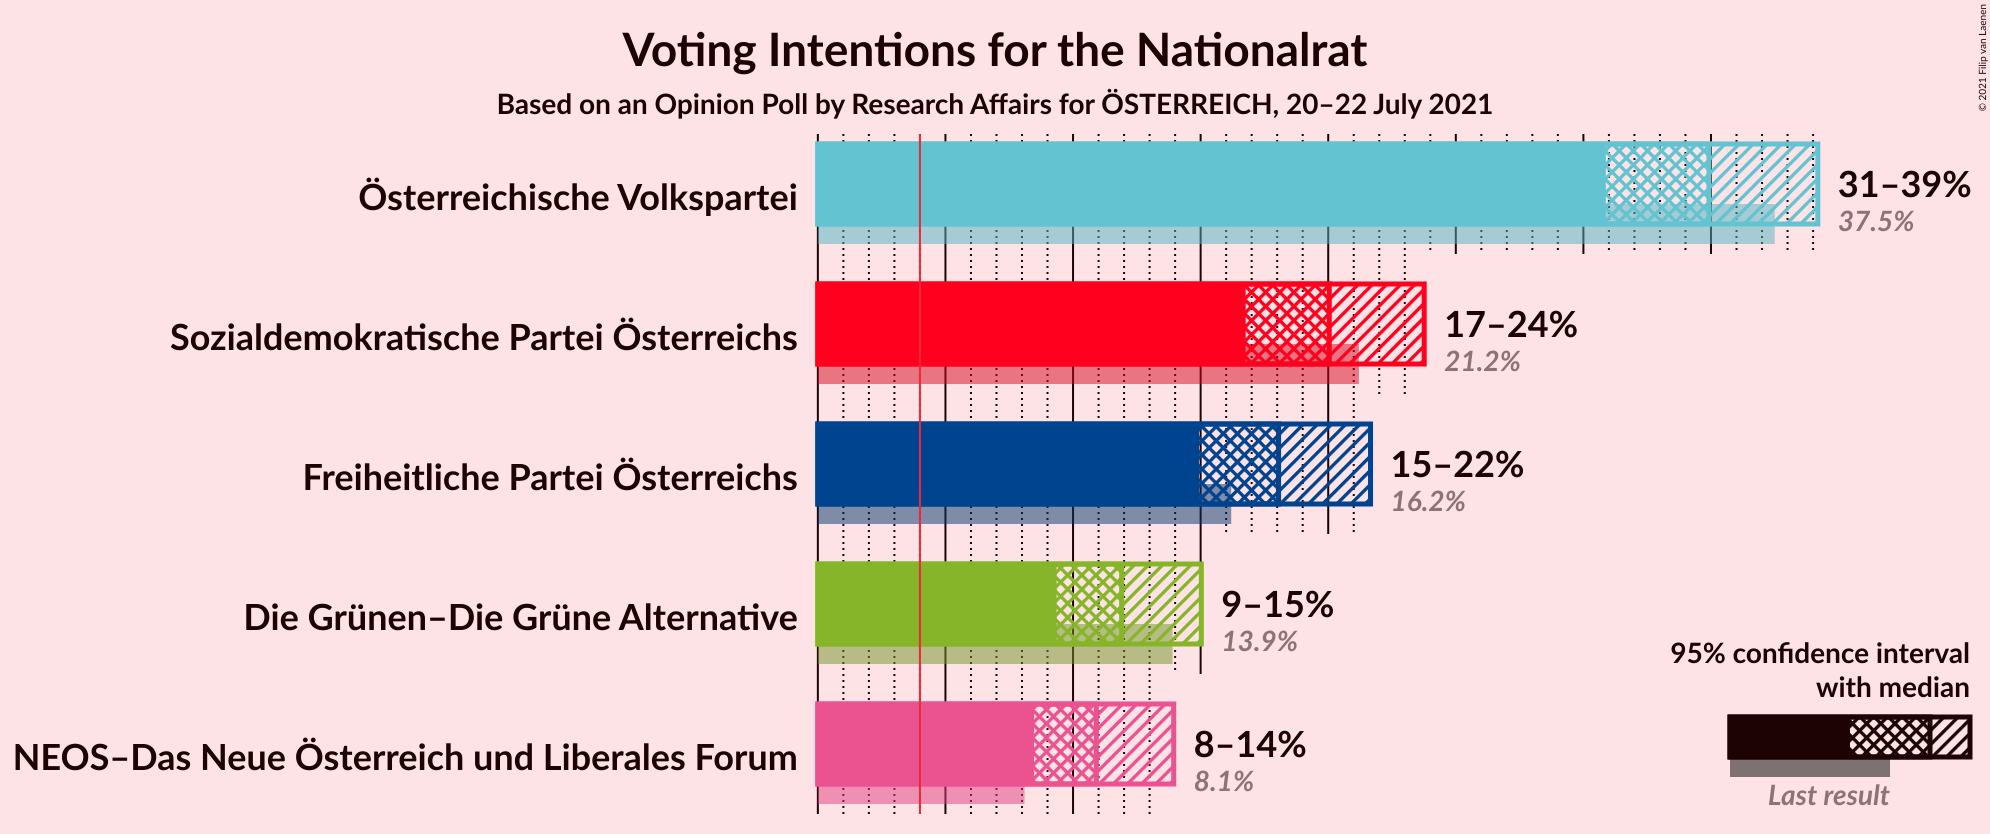 Voting Intentions for the Nationalrat
Based on an Opinion Poll by Research Affairs for ÖSTERREICH, 20–22 July 2021
© 2021 Filip van Laenen
Österreichische Volkspartei
31–39%
37.5%
Sozialdemokratische Partei Österreichs
17–24%
21.2%
Freiheitliche Partei Österreichs
15–22%
16.2%
Die Grünen–Die Grüne Alternative
9–15%
13.9%
NEOS–Das Neue Österreich und Liberales Forum
8–14%
8.1%
95% confidence interval
with median
Last result